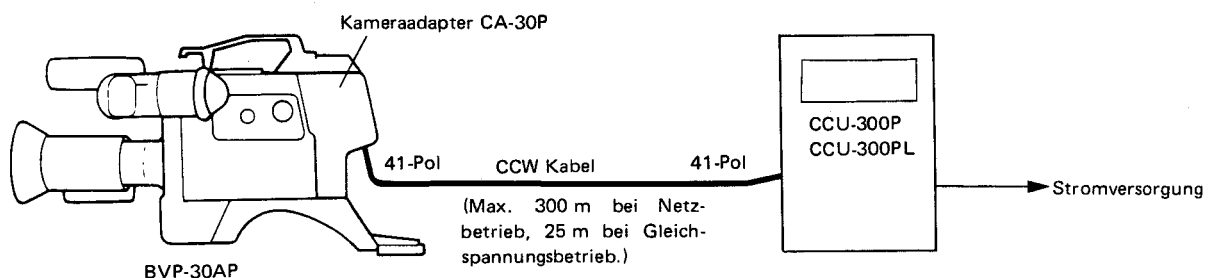 Kameraadapter CA-30P
41-Pol
CCW Kabel
41-Pol
(Max. 300 m bei Netz-
betrieb, 25 m bei Gleich-
spannungsbetrieb.)
CCU-300P
CCU-300PL
Stromversorgung
BVP-30AP